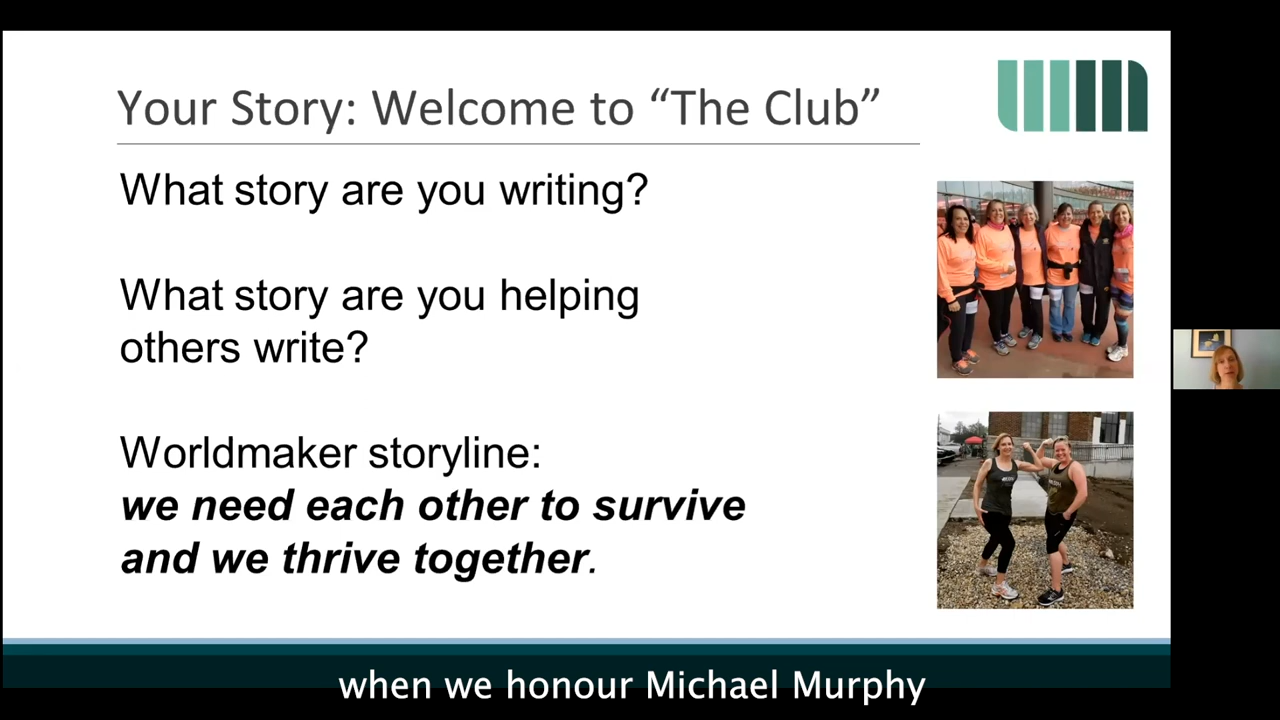 Your Story: Welcome to “The Club”
What story are you writing?
What story are you helping
others write?
Worldmaker storyline:
we need each other to survive
and we thrive together.
when we honour Michael Murphy